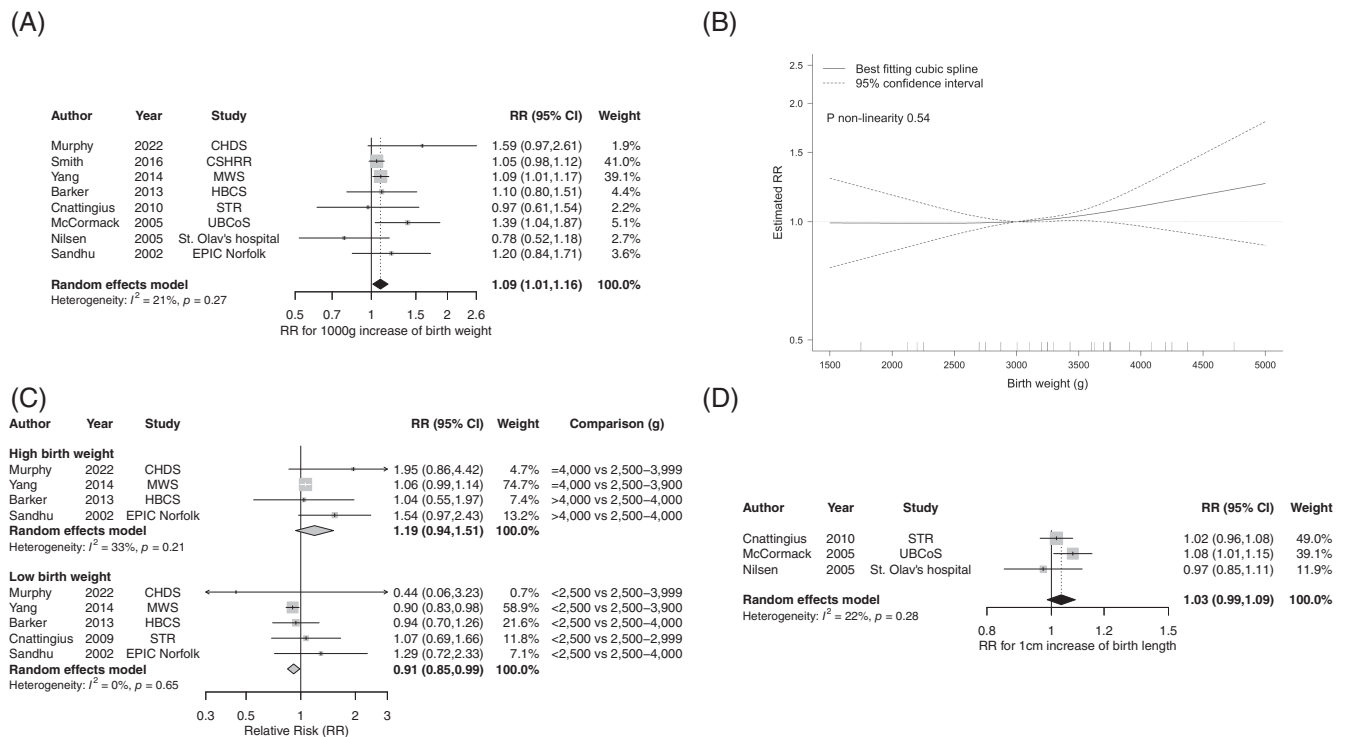 (A)
Author Year Study RR (95% CI) Weight
Murphy 2022 CHDS 1.59 (0.97,2.61) 1.9%
Smith 2016 CSHRR 1.05 (0.98,1.12) 41.0%
Yang 2014 MWS 1.09 (1.01,1.17) 39.1%
Barker 2013 HBCS 1.10 (0.80,1.51) 4.4%
Cnattingius 2010 STR 0.97 (0.61,1.54) 2.2%
McCormack 2005 UBCoS 1.39 (1.04,1.87) 5.1%
Nilsen 2005 St. Olav's hospital 0.78 (0.52,1.18) 2.7%
Sandhu 2002 EPIC Norfolk 1.20 (0.84,1.71) 3.6%
Random effects model 1.09 (1.01,1.16) 100.0%
Heterogeneity: I² = 21%, p = 0.27
0.5 0.7 1 1.5 2 2.6
RR for 1000g increase of birth weight
(B)
Best fitting cubic spline
95% confidence interval
P non-linearity 0.54
2.5
2.0
1.5
1.0
0.5
Estimated RR
1500 2000 2500 3000 3500 4000 4500 5000
Birth weight (g)
(C)
Author Year Study RR (95% CI) Weight Comparison (g)
High birth weight
Murphy 2022 CHDS 1.95 (0.86,4.42) 4.7% =4,000 vs 2,500−3,999
Yang 2014 MWS 1.06 (0.99,1.14) 74.7% =4,000 vs 2,500−3,900
Barker 2013 HBCS 1.04 (0.55,1.97) 7.4% >4,000 vs 2,500−4,000
Sandhu 2002 EPIC Norfolk 1.54 (0.97,2.43) 13.2% >4,000 vs 2,500−4,000
Random effects model 1.19 (0.94,1.51) 100.0%
Heterogeneity: I² = 33%, p = 0.21
Low birth weight
Murphy 2022 CHDS 0.44 (0.06,3.23) 0.7% <2,500 vs 2,500−3,999
Yang 2014 MWS 0.90 (0.83,0.98) 58.9% <2,500 vs 2,500−3,900
Barker 2013 HBCS 0.94 (0.70,1.26) 21.6% <2,500 vs 2,500−4,000
Cnattingius 2009 STR 1.07 (0.69,1.66) 11.8% <2,500 vs 2,500−2,999
Sandhu 2002 EPIC Norfolk 1.29 (0.72,2.33) 7.1% <2,500 vs 2,500−4,000
Random effects model 0.91 (0.85,0.99) 100.0%
Heterogeneity: I² = 0%, p = 0.65
0.3 0.5 1 2 3
Relative Risk (RR)
(D)
Author Year Study RR (95% CI) Weight
Cnattingius 2010 STR 1.02 (0.96,1.08) 49.0%
McCormack 2005 UBCoS 1.08 (1.01,1.15) 39.1%
Nilsen 2005 St. Olav's hospital 0.97 (0.85,1.11) 11.9%
Random effects model 1.03 (0.99,1.09) 100.0%
Heterogeneity: I² = 22%, p = 0.28
0.8 1 1.2 1.5
RR for 1cm increase of birth length